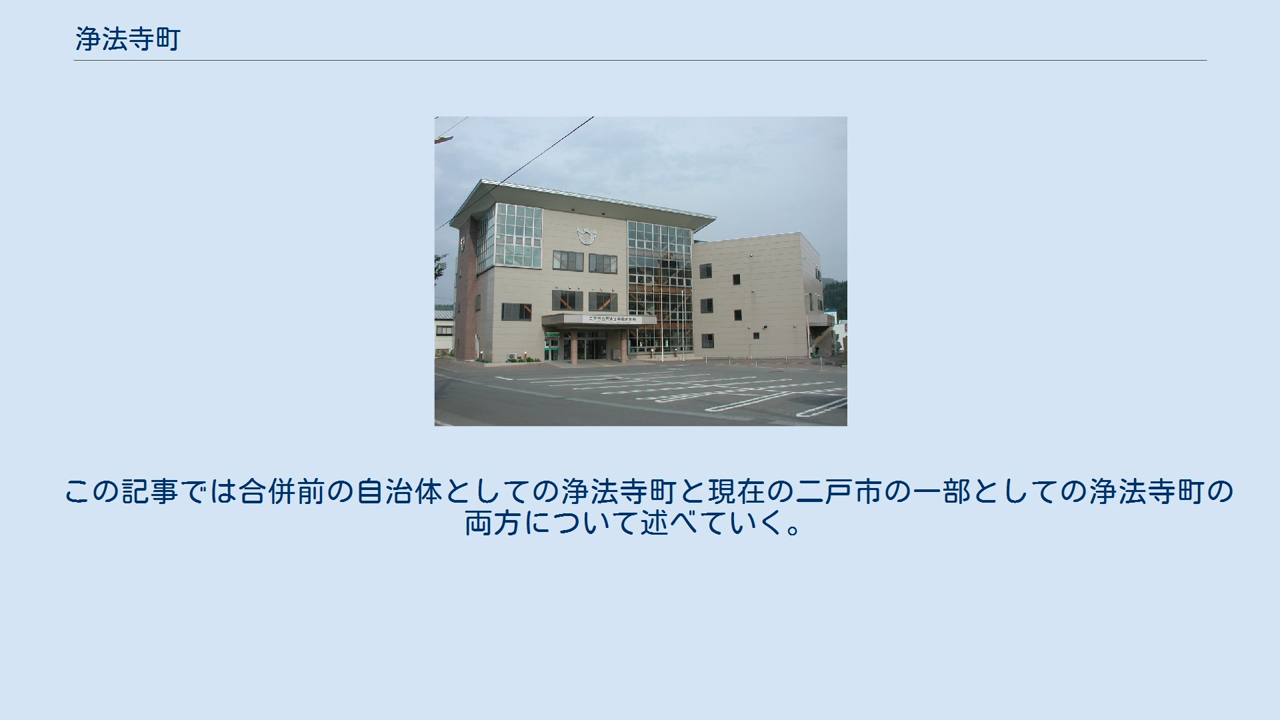 浄法寺町
この記事では合併前の自治体としての浄法寺町と現在の二戸市の一部としての浄法寺町の
両方について述べていく。